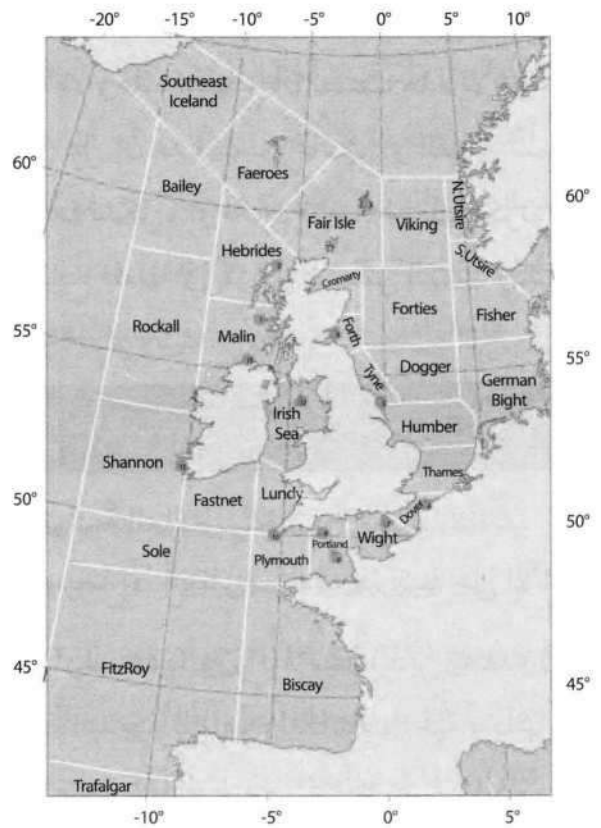 -20° -15° -10° -5° 0° 5° 10°
Southeast
Iceland
60°
Bailey
Faeroes
60°
Fair Isle
Viking
N.Utsire
S.Utsire
Hebrides
Cromarty
Forties
Fisher
55°
Rockall
Malin
Forth
55°
Dogger
Tyne
German
Bight
Irish
Sea
Humber
Shannon
Thames
50°
Fastnet
Lundy
Dover
50°
Sole
Plymouth
Portland
Wight
45°
FitzRoy
Biscay
45°
Trafalgar
-10° -5° 0° 5°